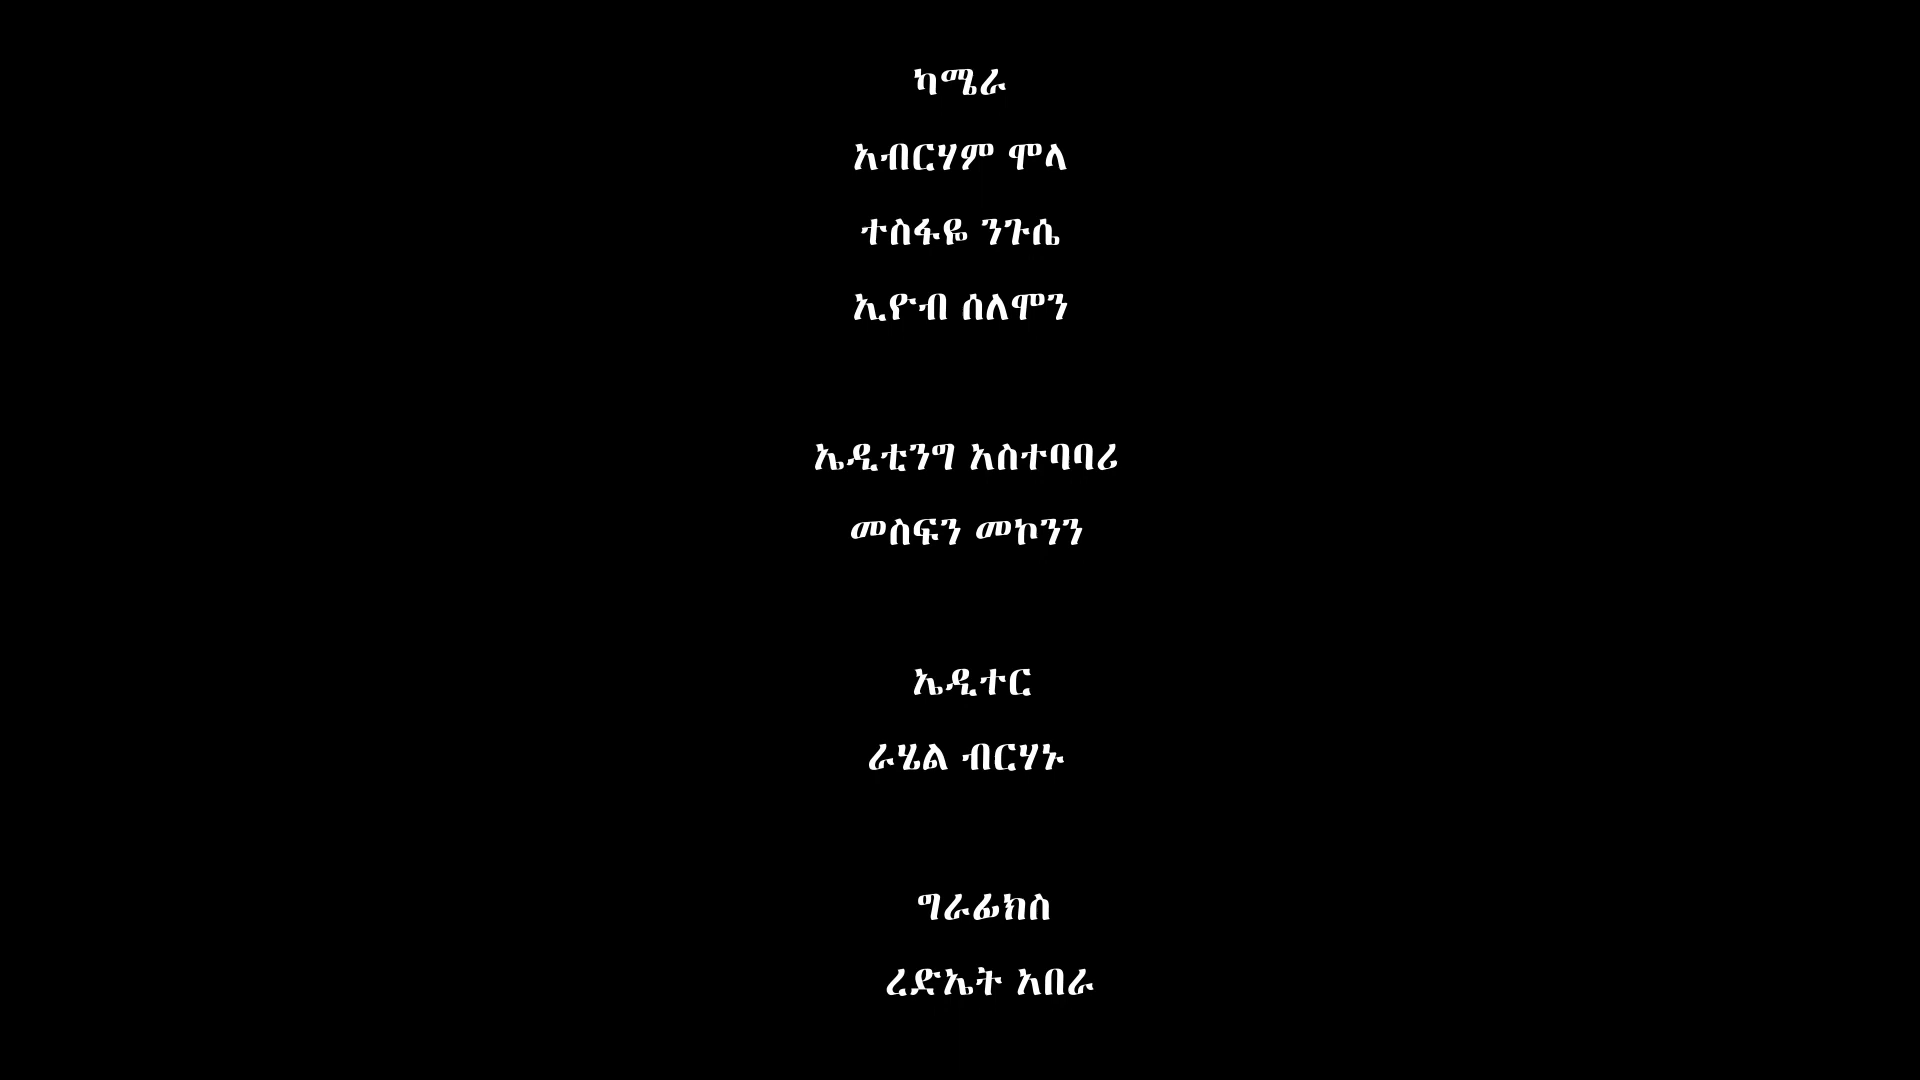 ካሜራ
አብርሃም ሞላ
ተስፋዬ ንጉሴ
ኢዮብ ሰለሞን
ኤዲቲንግ አስተባባሪ
መስፍን መኮንን
ኤዲተር
ራሄል ብርሃኑ
ግራፊክስ
ረድኤት አበራ